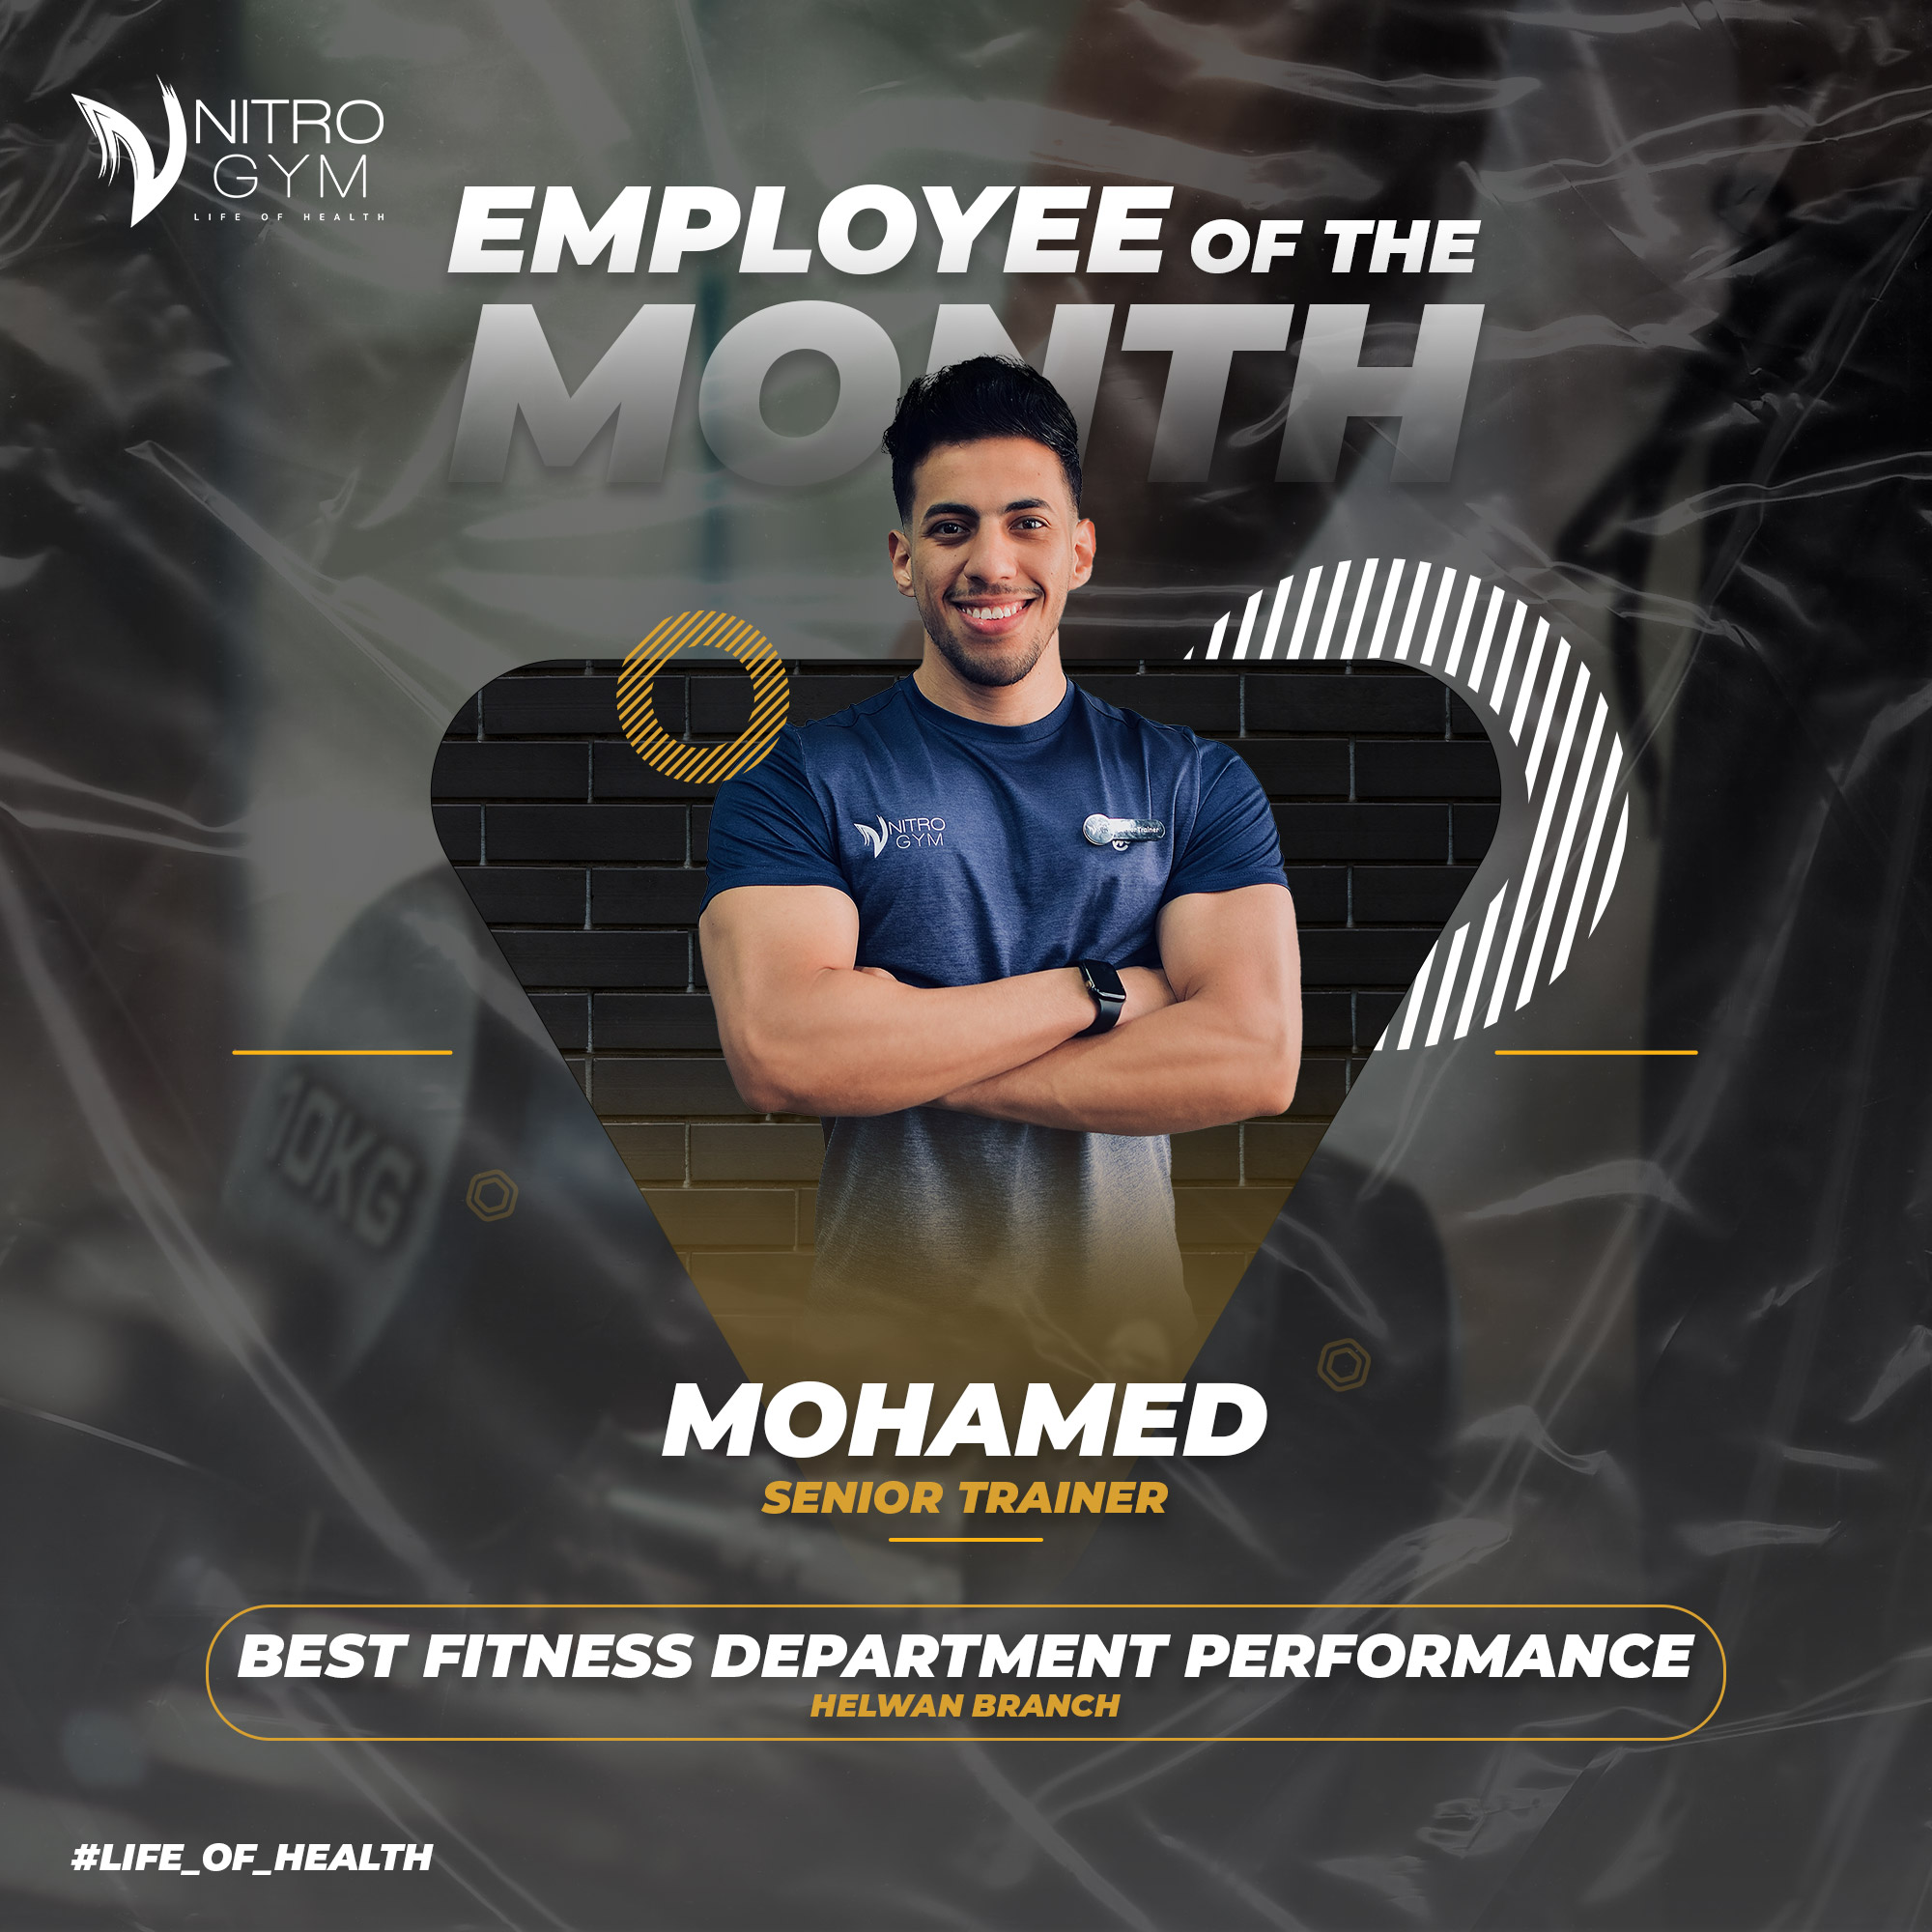 NITRO
GYM
LIFE OF HEALTH
EMPLOYEE OF THE
MONTH
NITRO
GYM
Trainer
10KG
MOHAMED
SENIOR TRAINER
BEST FITNESS DEPARTMENT PERFORMANCE
HELWAN BRANCH
#LIFE_OF_HEALTH